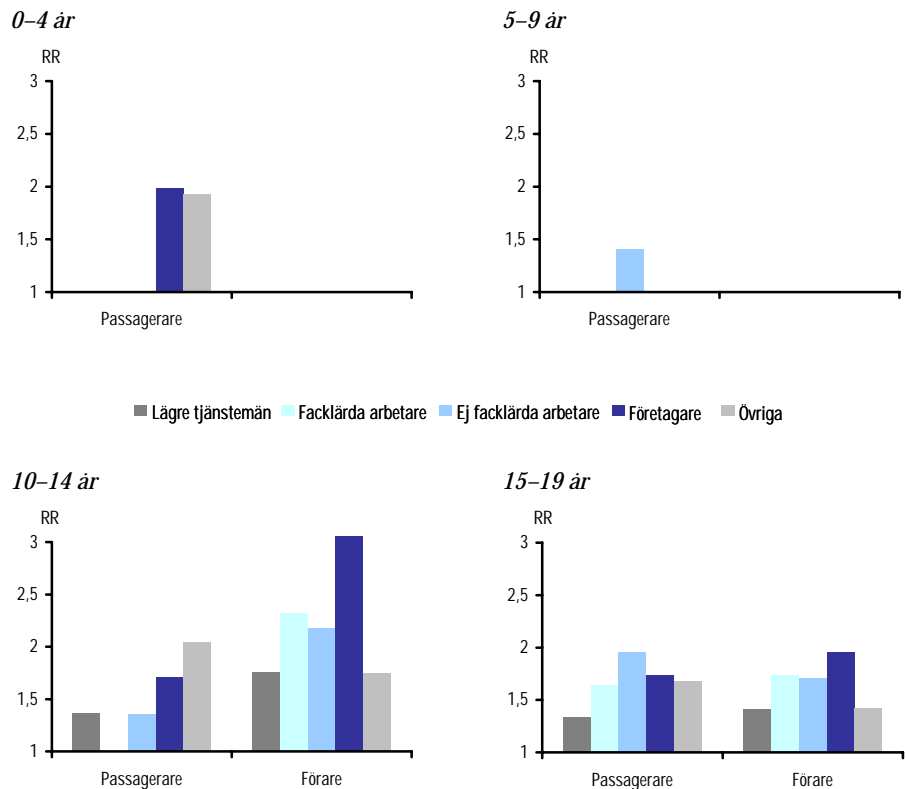 0–4 år
RR
3
2,5
2
1,5
1
Passagerare
5–9 år
RR
3
2,5
2
1,5
1
Passagerare
Lägre tjänstemän Facklärda arbetare Ej facklärda arbetare Företagare Övriga
10–14 år
RR
3
2,5
2
1,5
1
Passagerare Förare
15–19 år
RR
3
2,5
2
1,5
1
Passagerare Förare